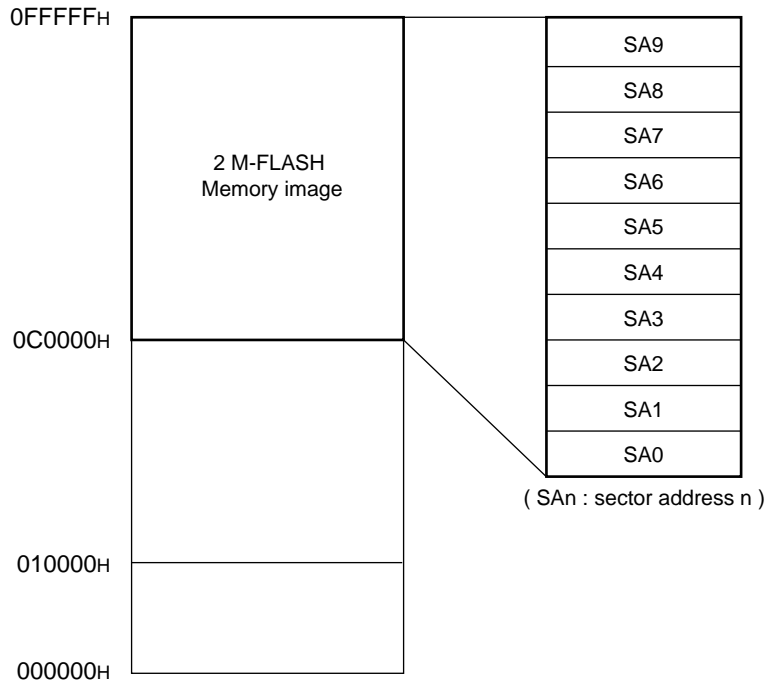 0FFFFFH
2 M-FLASH
Memory image
0C0000H
010000H
000000H
SA9
SA8
SA7
SA6
SA5
SA4
SA3
SA2
SA1
SA0
( SAn : sector address n )